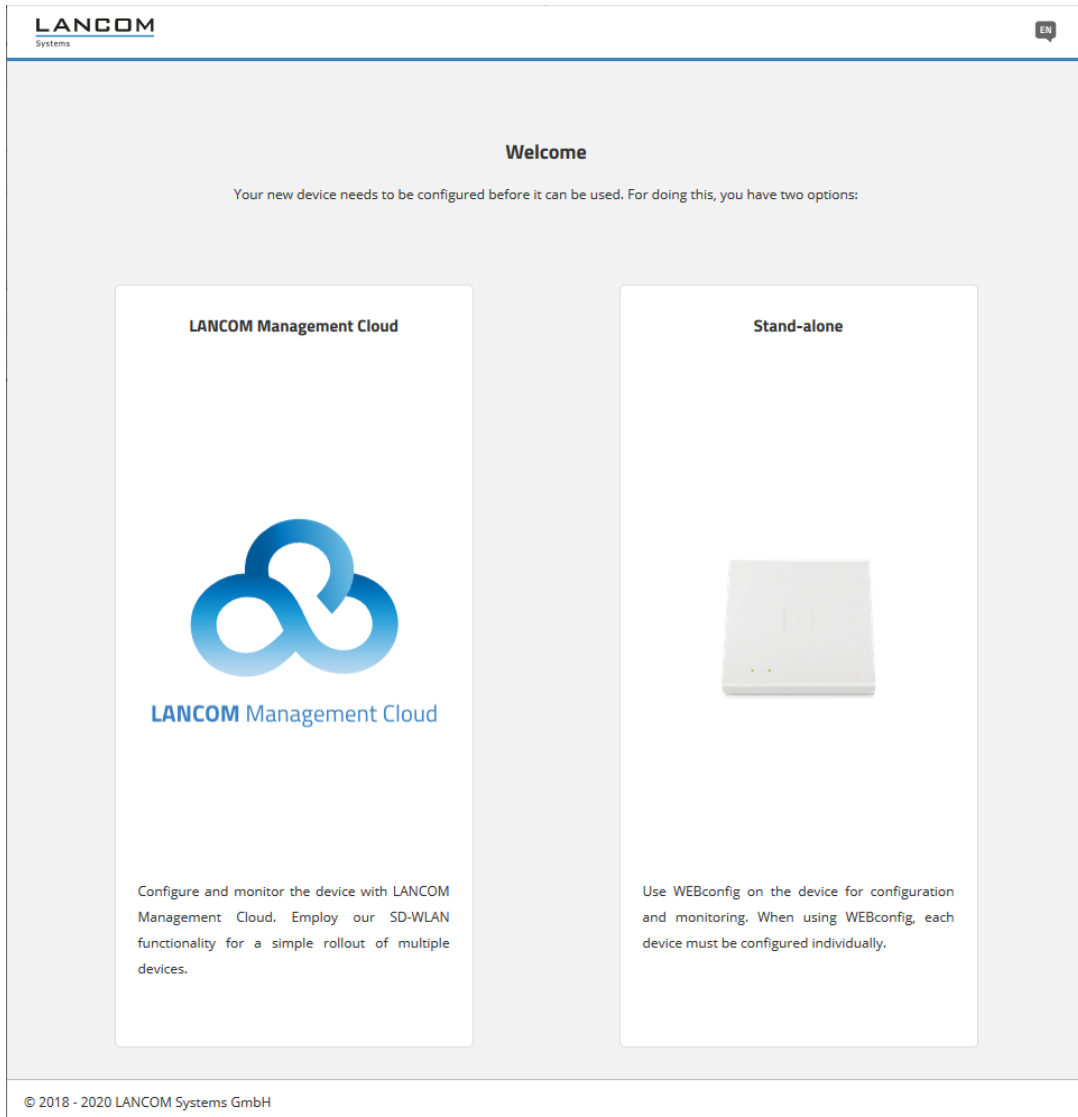 LANCOM
Systems
EN
Welcome
Your new device needs to be configured before it can be used. For doing this, you have two options:
LANCOM Management Cloud
LANCOM Management Cloud
Configure and monitor the device with LANCOM
Management Cloud. Employ our SD-WLAN
functionality for a simple rollout of multiple
devices.
Stand-alone
Use WEBconfig on the device for configuration
and monitoring. When using WEBconfig, each
device must be configured individually.
© 2018 - 2020 LANCOM Systems GmbH